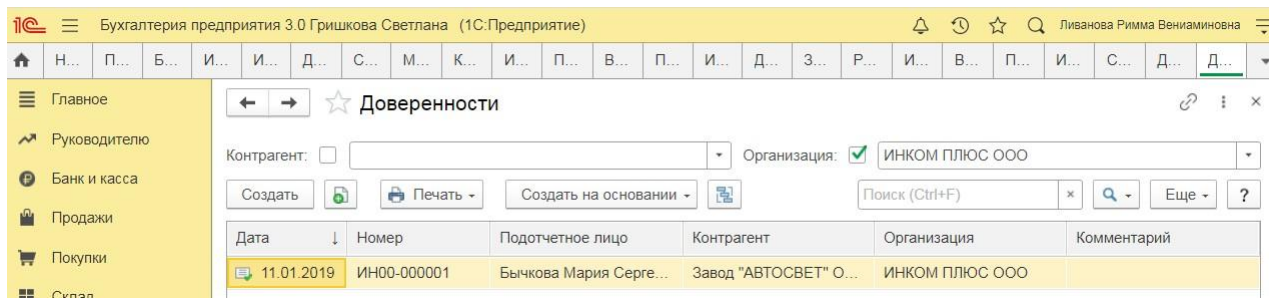 1С Бухгалтерия предприятия 3.0 Гришкова Светлана (1С:Предприятие) Ливанова Римма Вениаминовна
Н... П... Б... И... И... Д... С... М... К... И... П... В... П... И... Д... З... Р... И... В... П... И... С... Д... Д...
Главное
Доверенности
Руководителю
Контрагент: Организация: ИНКОМ ПЛЮС ООО
Банк и касса
Создать Печать Создать на основании Поиск (Ctrl+F) × Еще ?
Продажи
Дата ↓ Номер Подотчетное лицо Контрагент Организация Комментарий
Покупки
11.01.2019 ИН00-000001 Бычкова Мария Серге... Завод "АВТОСВЕТ" О... ИНКОМ ПЛЮС ООО
Склад